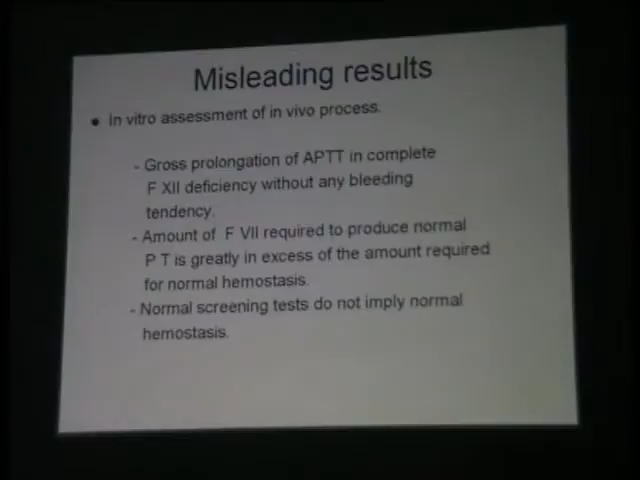 Misleading results
• In vitro assessment of in vivo process.
- Gross prolongation of APTT in complete
F XII deficiency without any bleeding
tendency.
- Amount of F VII required to produce normal
P T is greatly in excess of the amount required
for normal hemostasis.
- Normal screening tests do not imply normal
hemostasis.